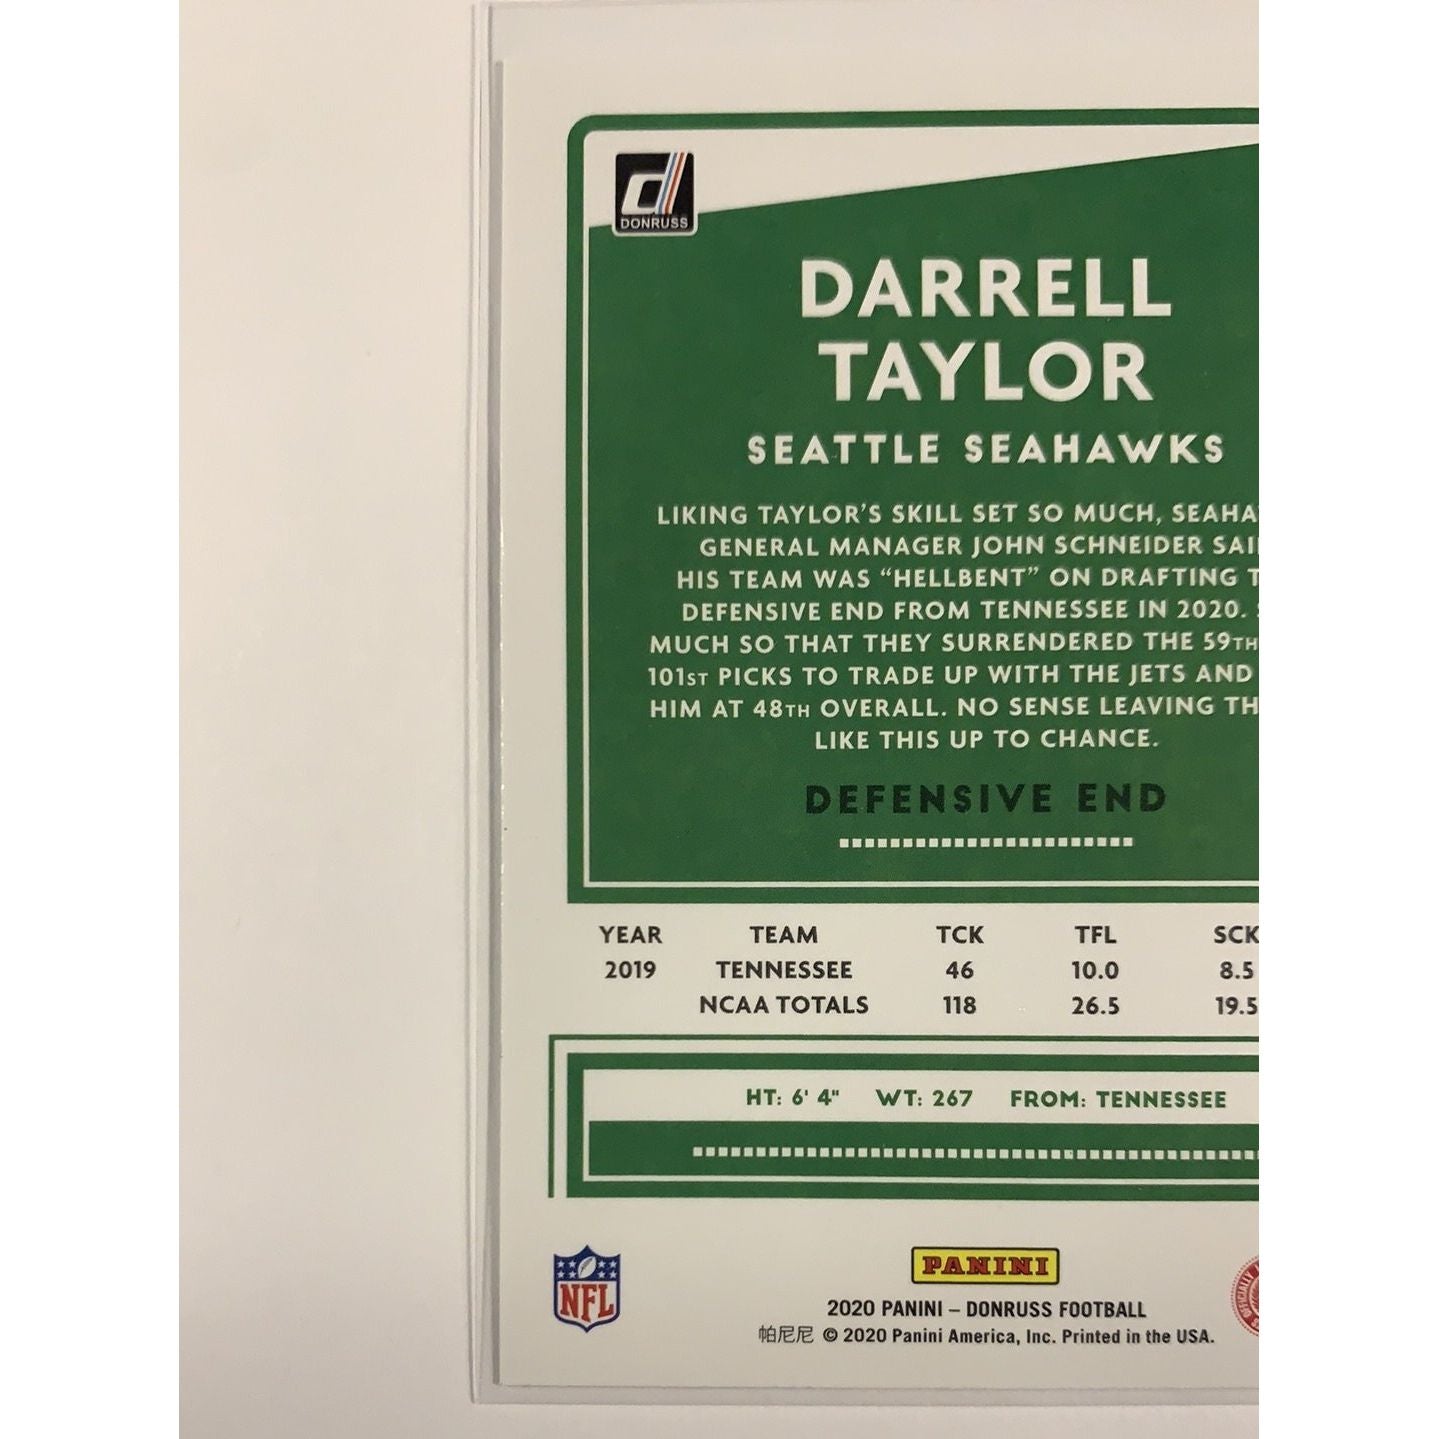 DONRUSS
DARRELL
TAYLOR
SEATTLE SEAHAWKS
LIKING TAYLOR'S SKILL SET SO MUCH, SEAHA
GENERAL MANAGER JOHN SCHNEIDER SAI
HIS TEAM WAS “HELLBENT” ON DRAFTING T
DEFENSIVE END FROM TENNESSEE IN 2020.
MUCH SO THAT THEY SURRENDERED THE 59TH
101ST PICKS TO TRADE UP WITH THE JETS AND
HIM AT 48TH OVERALL. NO SENSE LEAVING TH
LIKE THIS UP TO CHANCE.
DEFENSIVE END
YEAR TEAM TCK TFL SCK
2019 TENNESSEE 46 10.0 8.5
NCAA TOTALS 118 26.5 19.5
HT: 6' 4" WT: 267 FROM: TENNESSEE
NFL
PANINI
2020 PANINI – DONRUSS FOOTBALL
帕尼尼 © 2020 Panini America, Inc. Printed in the USA.